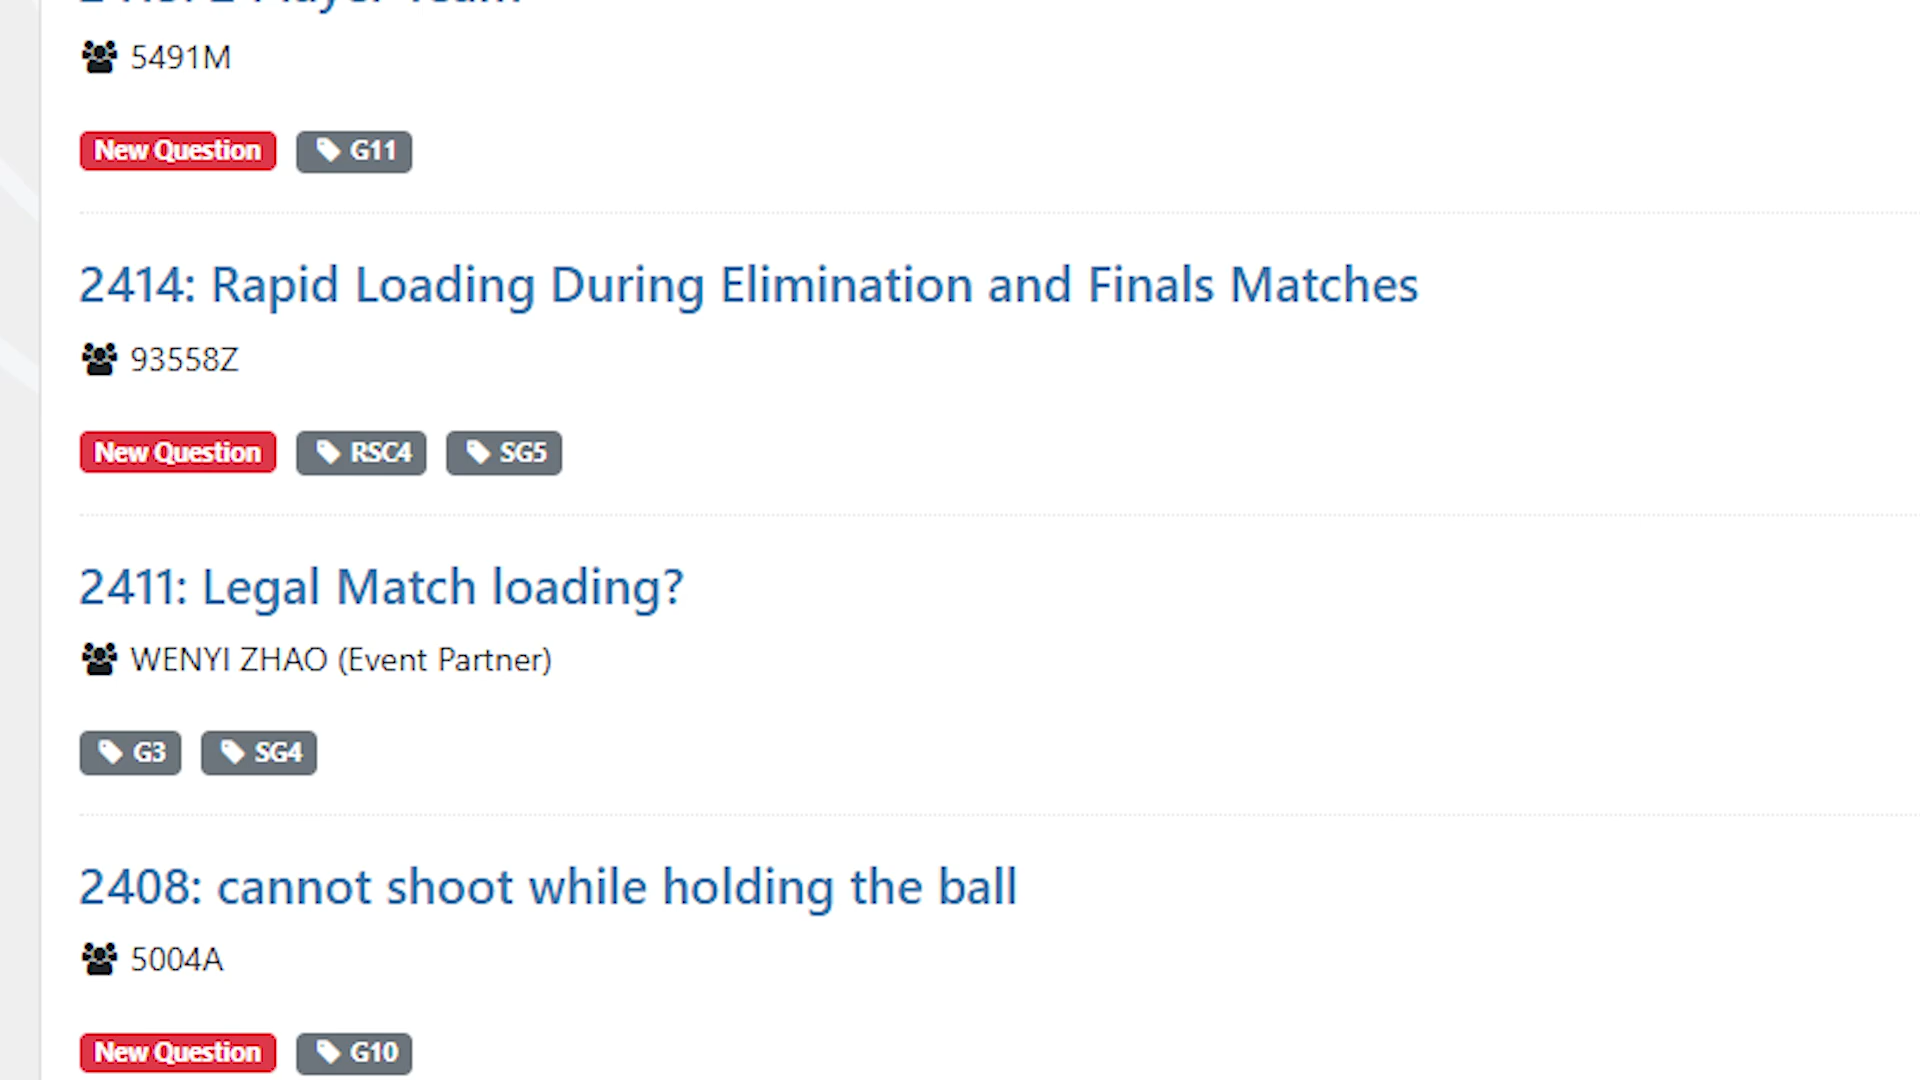 5491M
New Question G11
2414: Rapid Loading During Elimination and Finals Matches
93558Z
New Question RSC4 SG5
2411: Legal Match loading?
WENYI ZHAO (Event Partner)
G3 SG4
2408: cannot shoot while holding the ball
5004A
New Question G10